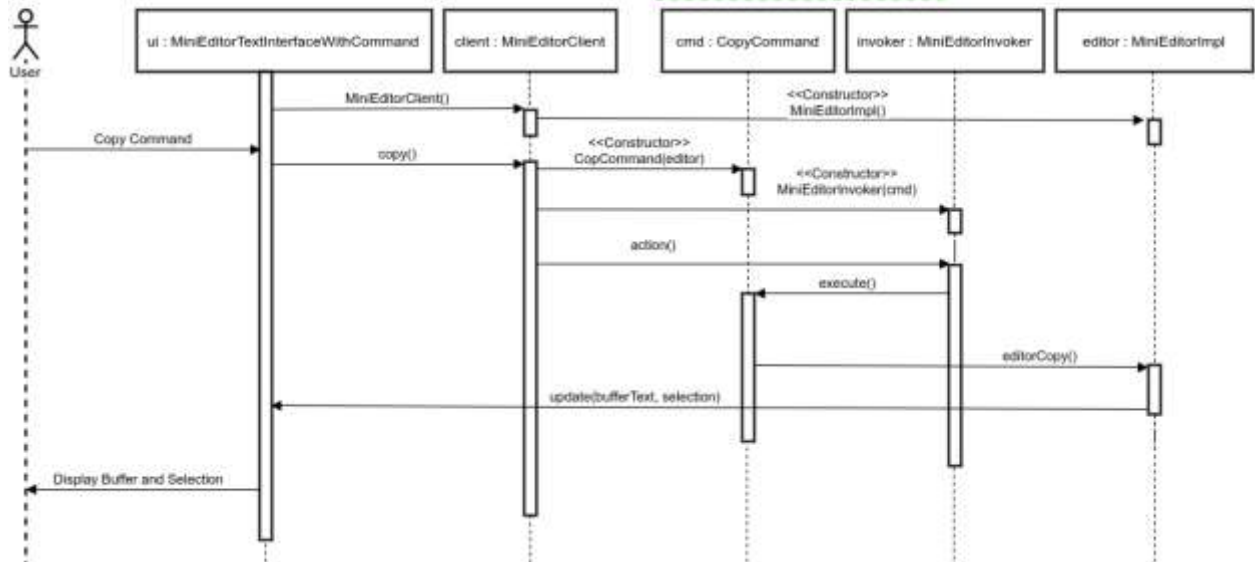 ui : MiniEditorTextInterfaceWithCommand
client : MiniEditorClient
cmd : CopyCommand
invoker : MiniEditorInvoker
editor : MiniEditorImpl
User
MiniEditorClient()
<<Constructor>>
MiniEditorImpl()
Copy Command
copy()
<<Constructor>>
CopCommand(editor)
<<Constructor>>
MiniEditorInvoker(cmd)
action()
execute()
editorCopy()
update(bufferText, selection)
Display Buffer and Selection